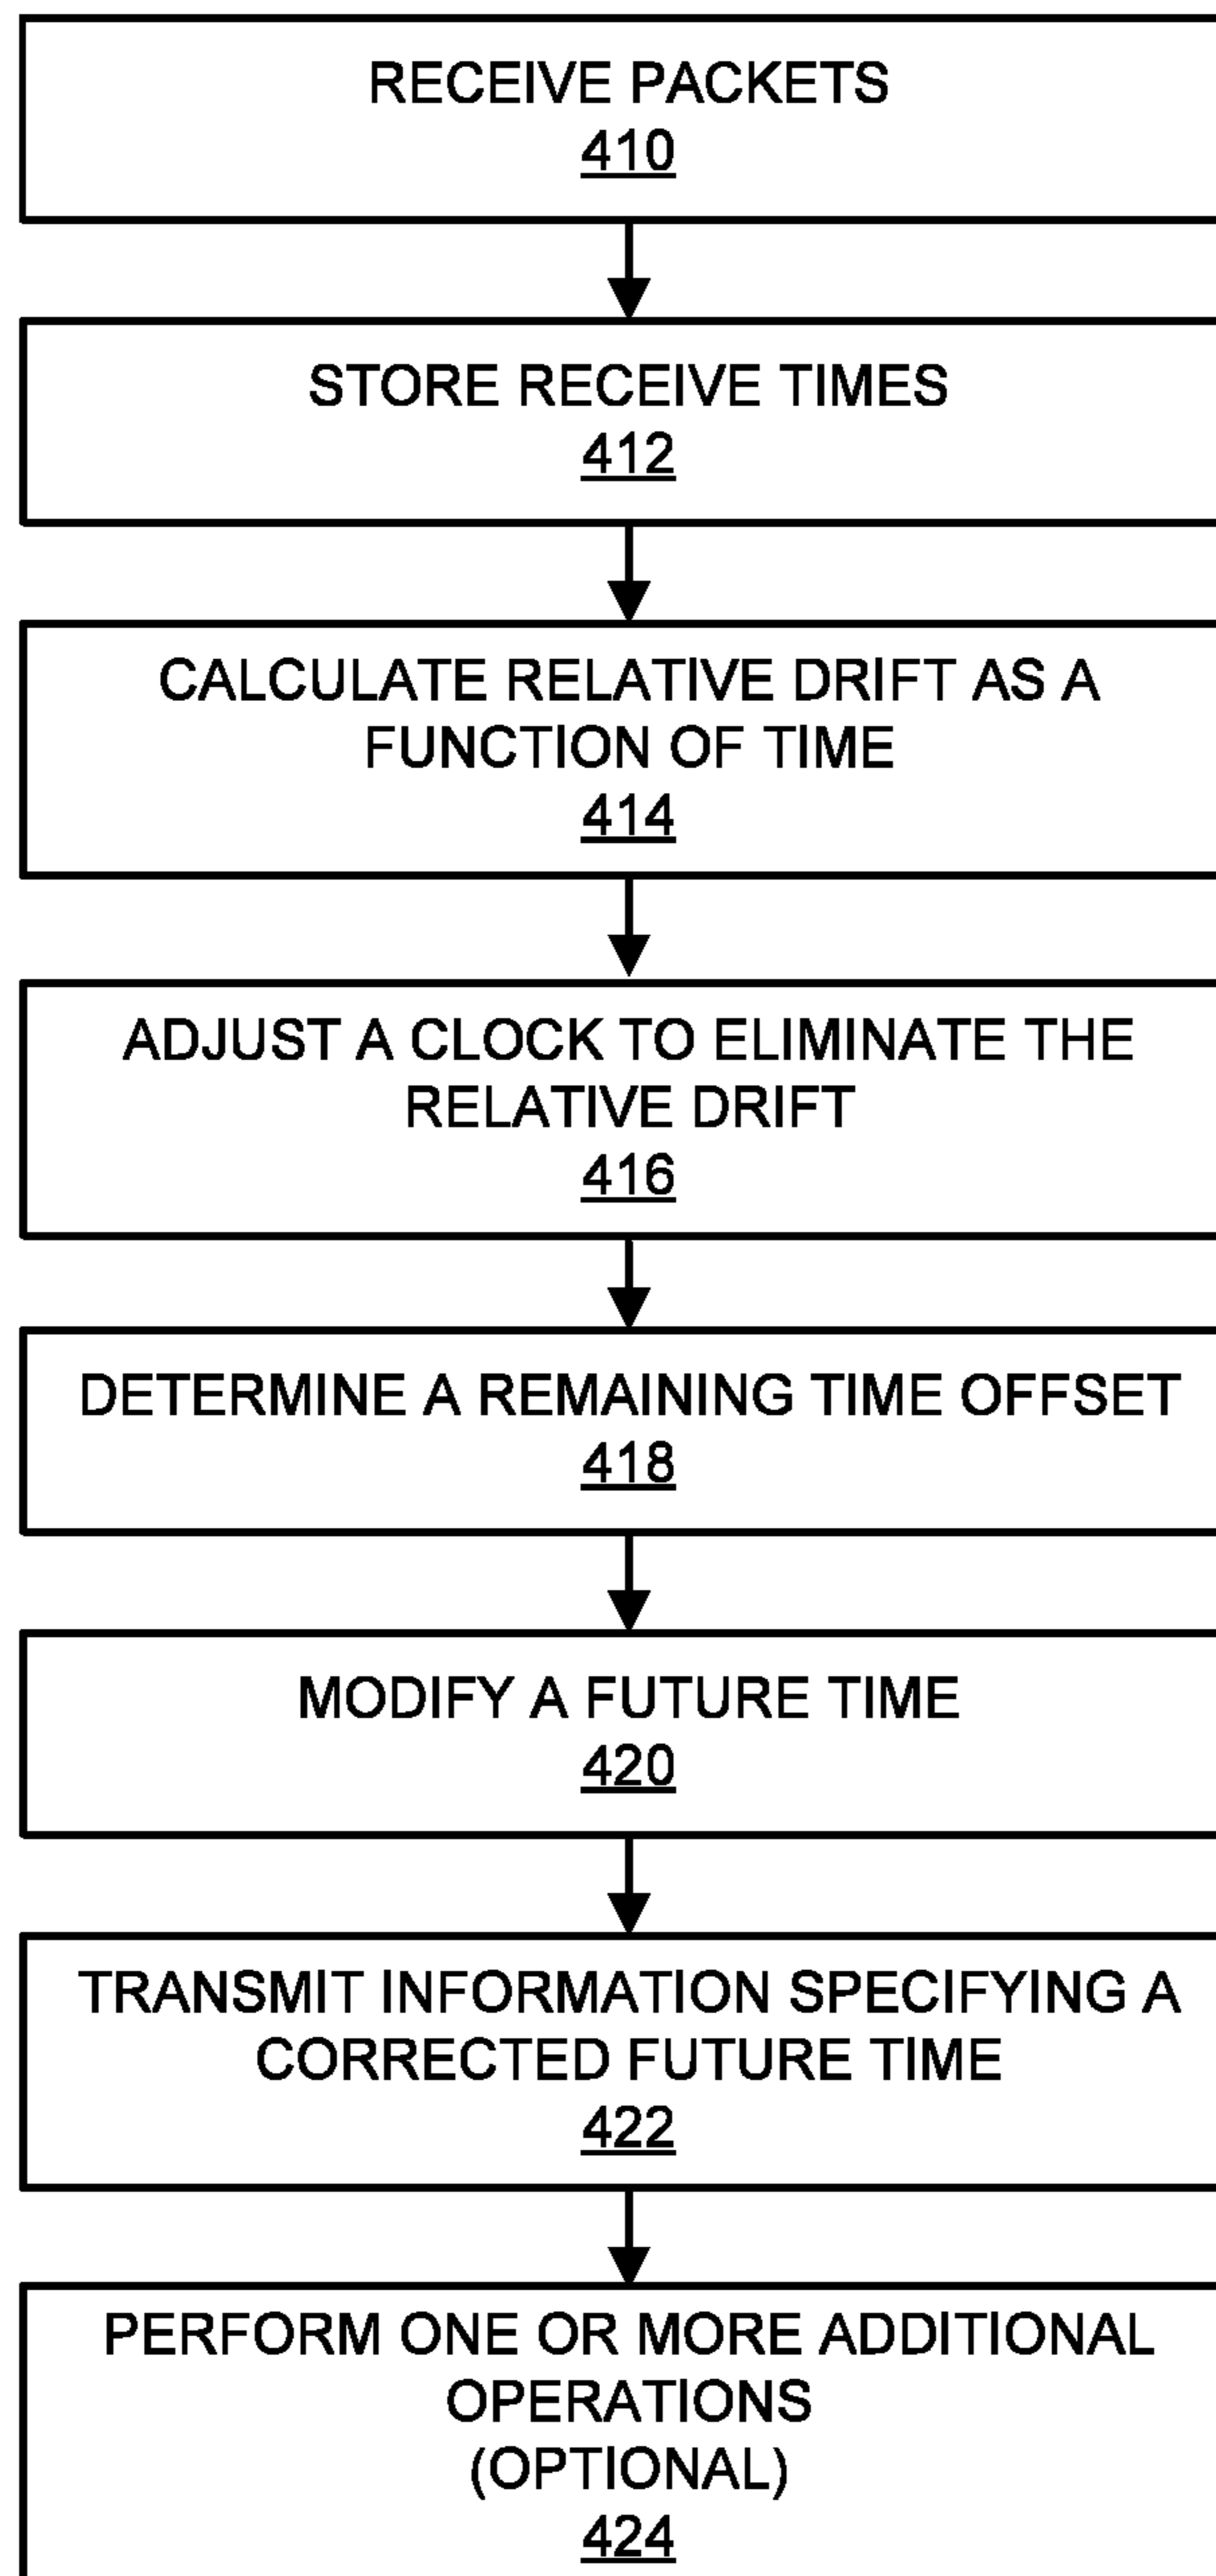 RECEIVE PACKETS
410
STORE RECEIVE TIMES
412
CALCULATE RELATIVE DRIFT AS A
FUNCTION OF TIME
414
ADJUST A CLOCK TO ELIMINATE THE
RELATIVE DRIFT
416
DETERMINE A REMAINING TIME OFFSET
418
MODIFY A FUTURE TIME
420
TRANSMIT INFORMATION SPECIFYING A
CORRECTED FUTURE TIME
422
PERFORM ONE OR MORE ADDITIONAL
OPERATIONS
(OPTIONAL)
424